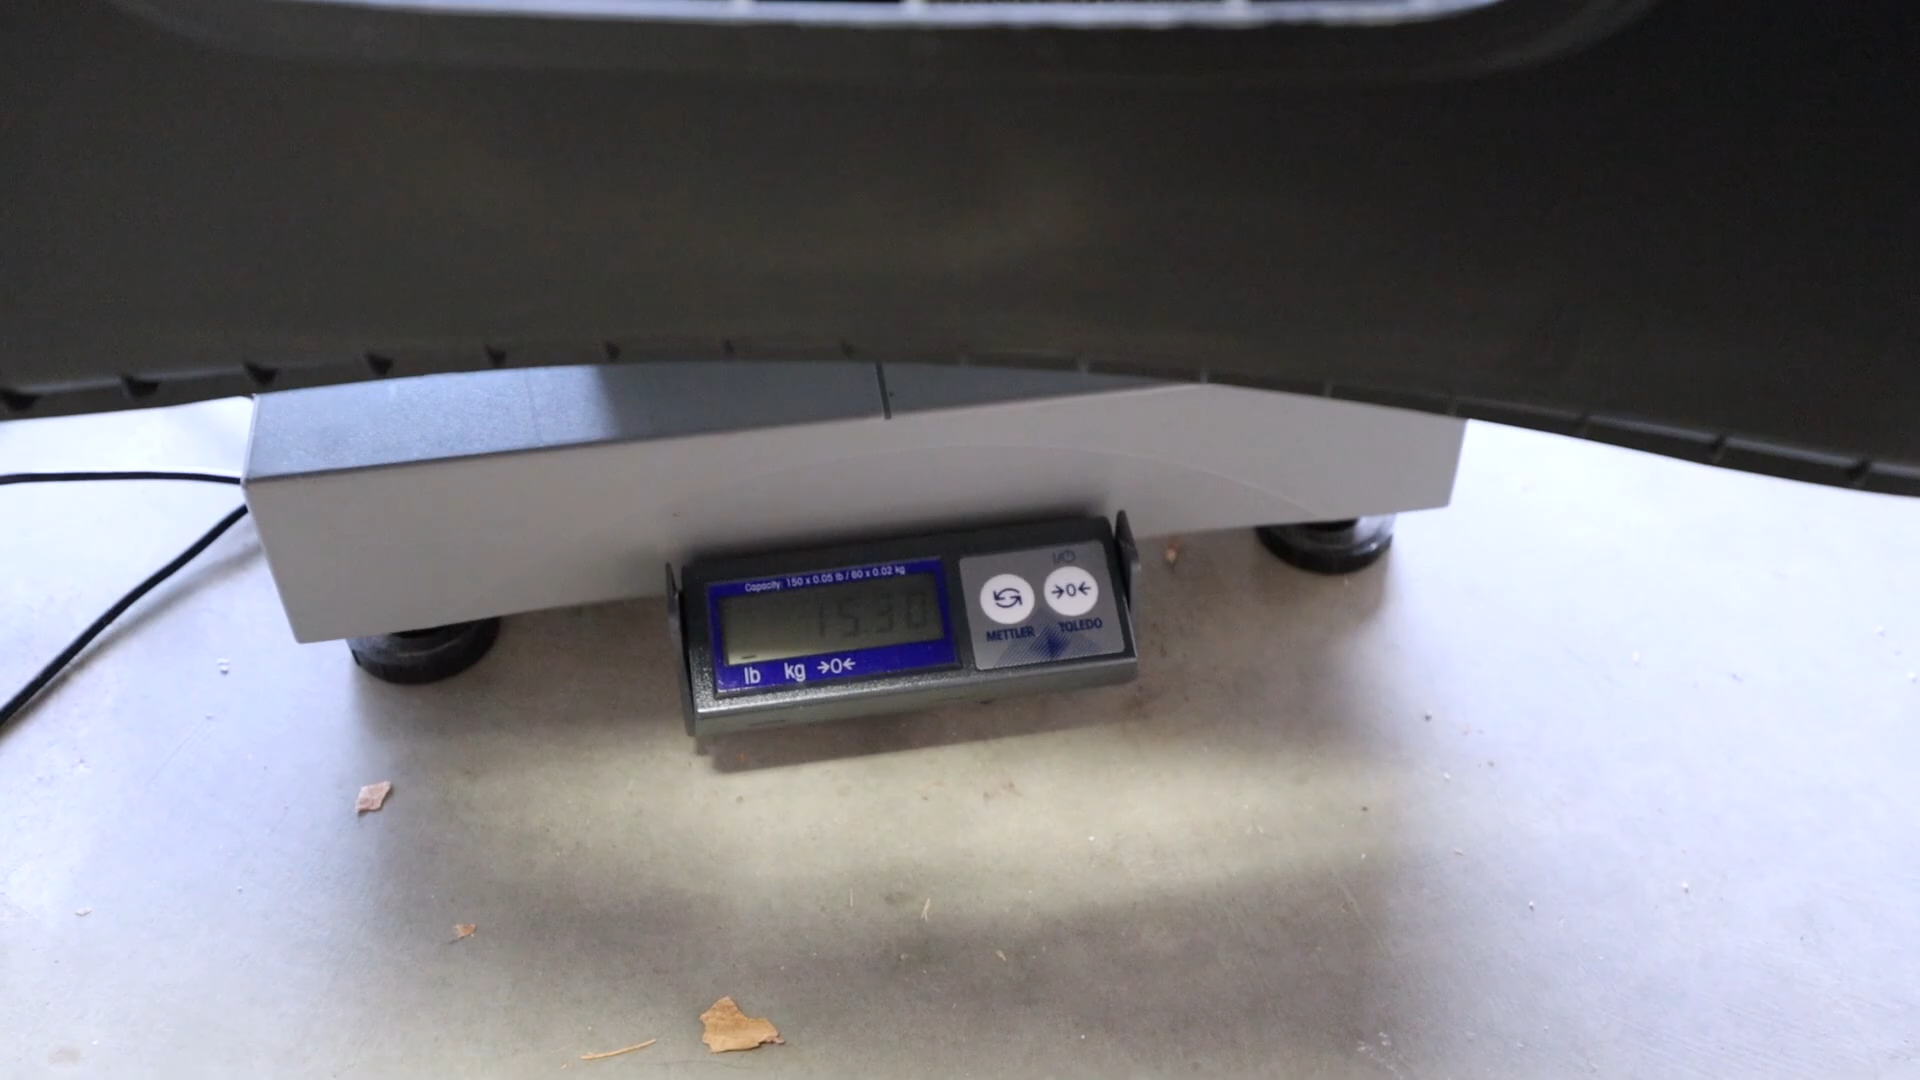 Capacity: 150 x 0.05 lb / 60 x 0.02 kg
15.30
lb kg →0←
I/⏻
→0←
METTLER TOLEDO